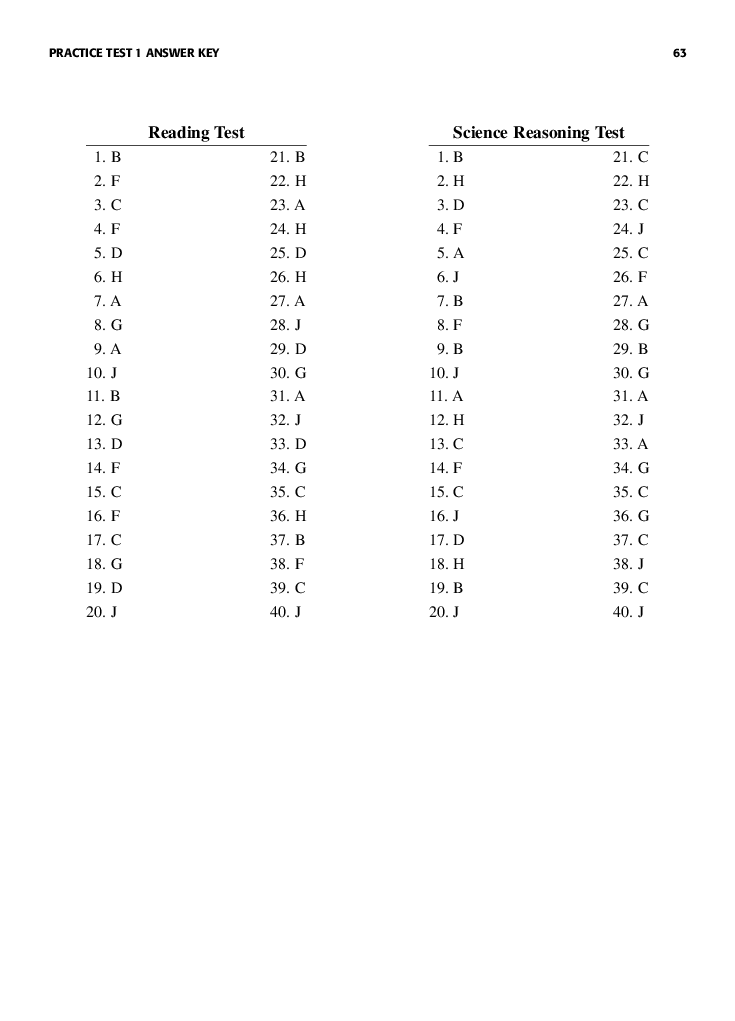 PRACTICE TEST 1 ANSWER KEY 63
Reading Test
1. B
2. F
3. C
4. F
5. D
6. H
7. A
8. G
9. A
10. J
11. B
12. G
13. D
14. F
15. C
16. F
17. C
18. G
19. D
20. J
21. B
22. H
23. A
24. H
25. D
26. H
27. A
28. J
29. D
30. G
31. A
32. J
33. D
34. G
35. C
36. H
37. B
38. F
39. C
40. J
Science Reasoning Test
1. B
2. H
3. D
4. F
5. A
6. J
7. B
8. F
9. B
10. J
11. A
12. H
13. C
14. F
15. C
16. J
17. D
18. H
19. B
20. J
21. C
22. H
23. C
24. J
25. C
26. F
27. A
28. G
29. B
30. G
31. A
32. J
33. A
34. G
35. C
36. G
37. C
38. J
39. C
40. J